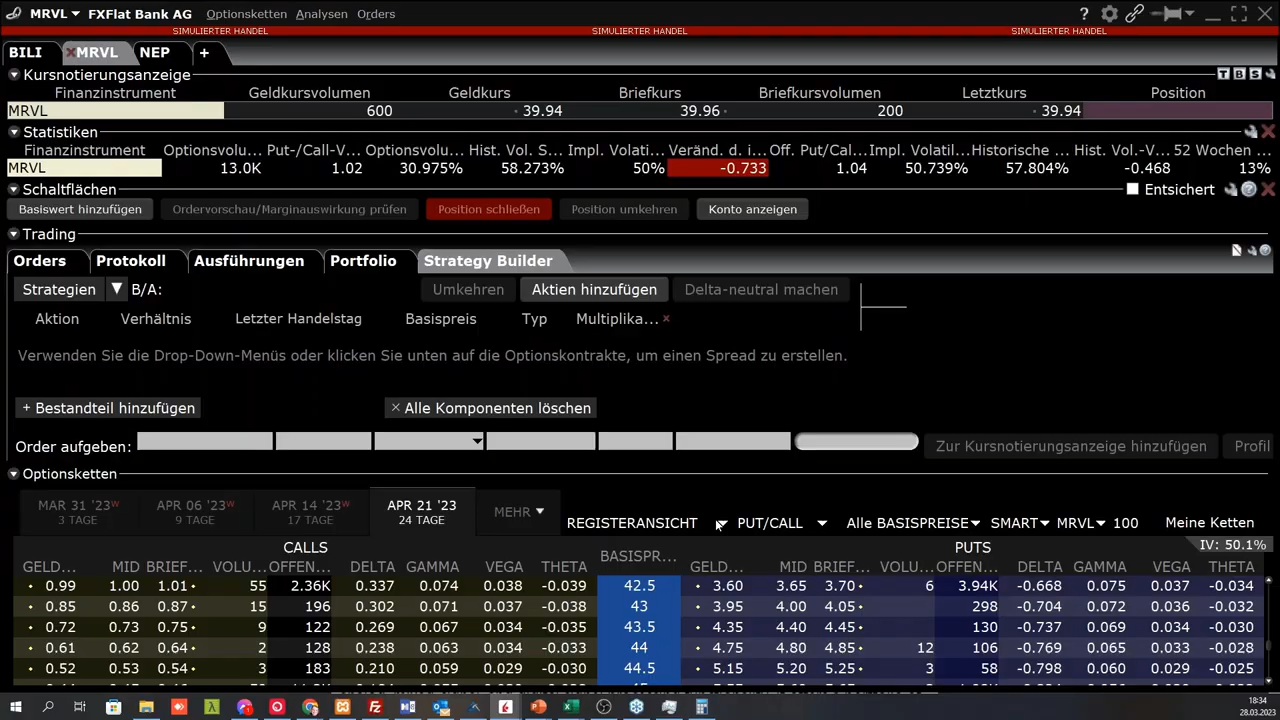 MRVL FXFlat Bank AG Optionsketten Analysen Orders ?
SIMULIERTER HANDEL SIMULIERTER HANDEL SIMULIERTER HANDEL
BILI MRVL NEP +
Kursnotierungsanzeige T B S
Finanzinstrument Geldkursvolumen Geldkurs Briefkurs Briefkursvolumen Letztkurs Position
MRVL 600 39.94 39.96 200 39.94
Statistiken
Finanzinstrument Optionsvolu... Put-/Call-V... Optionsvolu... Hist. Vol. S... Impl. Volati... Veränd. d. i... Off. Put/Cal... Impl. Volatil... Historische ... Hist. Vol.-V... 52 Wochen ...
MRVL 13.0K 1.02 30.975% 58.273% 50% -0.733 1.04 50.739% 57.804% -0.468 13%
Schaltflächen Entsichert
Basiswert hinzufügen Ordervorschau/Marginauswirkung prüfen Position schließen Position umkehren Konto anzeigen
Trading
Orders Protokoll Ausführungen Portfolio Strategy Builder
Strategien B/A: Umkehren Aktien hinzufügen Delta-neutral machen
Aktion Verhältnis Letzter Handelstag Basispreis Typ Multiplika...
Verwenden Sie die Drop-Down-Menüs oder klicken Sie unten auf die Optionskontrakte, um einen Spread zu erstellen.
+ Bestandteil hinzufügen × Alle Komponenten löschen
Order aufgeben: Zur Kursnotierungsanzeige hinzufügen Profil
Optionsketten
MAR 31 '23W APR 06 '23W APR 14 '23W APR 21 '23 MEHR
3 TAGE 9 TAGE 17 TAGE 24 TAGE
REGISTERANSICHT PUT/CALL Alle BASISPREISE SMART MRVL 100 Meine Ketten
CALLS BASISPR... PUTS IV: 50.1%
GELD... MID BRIEF... VOLU... OFFEN... DELTA GAMMA VEGA THETA GELD... MID BRIEF... VOLU... OFFEN... DELTA GAMMA VEGA THETA
0.99 1.00 1.01 55 2.36K 0.337 0.074 0.038 -0.039 42.5 3.60 3.65 3.70 6 3.94K -0.668 0.075 0.037 -0.034
0.85 0.86 0.87 15 196 0.302 0.071 0.037 -0.038 43 3.95 4.00 4.05 298 -0.704 0.072 0.036 -0.032
0.72 0.73 0.75 9 122 0.269 0.067 0.034 -0.035 43.5 4.35 4.40 4.45 130 -0.737 0.069 0.033 -0.030
0.61 0.62 0.64 2 128 0.238 0.063 0.034 -0.033 44 4.75 4.80 4.85 12 106 -0.769 0.065 0.033 -0.028
0.52 0.53 0.54 3 183 0.210 0.059 0.029 -0.030 44.5 5.15 5.20 5.25 3 58 -0.798 0.060 0.029 -0.025
18:34
28.03.2023